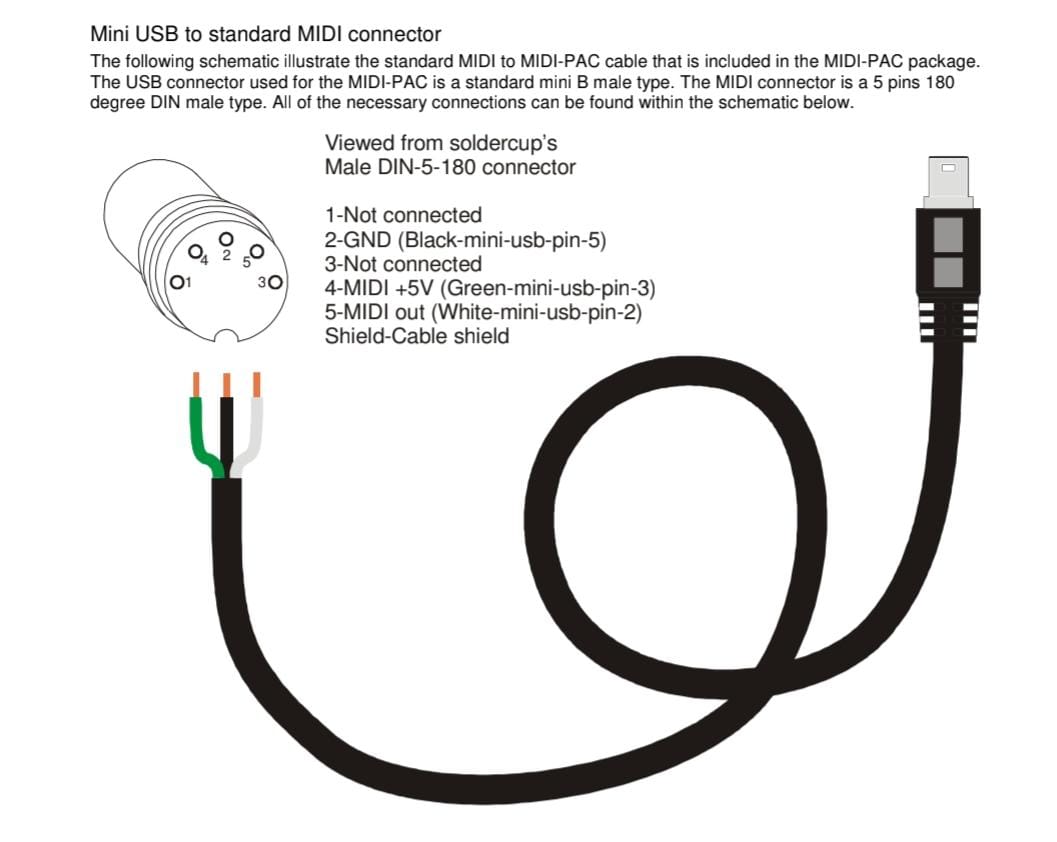 Mini USB to standard MIDI connector
The following schematic illustrate the standard MIDI to MIDI-PAC cable that is included in the MIDI-PAC package.
The USB connector used for the MIDI-PAC is a standard mini B male type. The MIDI connector is a 5 pins 180
degree DIN male type. All of the necessary connections can be found within the schematic below.
Viewed from soldercup's
Male DIN-5-180 connector
1-Not connected
2-GND (Black-mini-usb-pin-5)
3-Not connected
4-MIDI +5V (Green-mini-usb-pin-3)
5-MIDI out (White-mini-usb-pin-2)
Shield-Cable shield
4 2 5
1 3